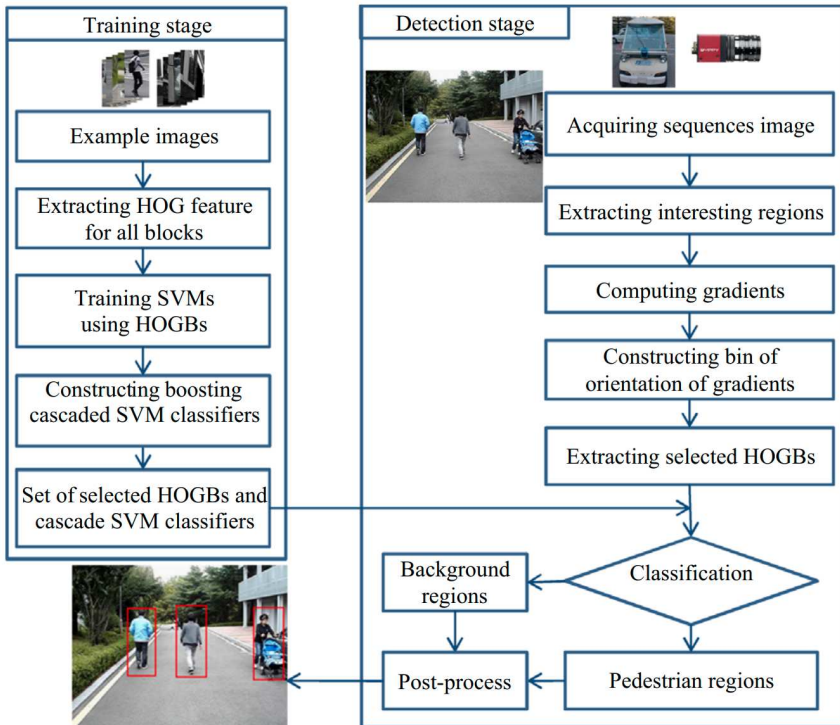 Training stage
Example images
Extracting HOG feature
for all blocks
Training SVMs
using HOGBs
Constructing boosting
cascaded SVM classifiers
Set of selected HOGBs and
cascade SVM classifiers
Detection stage
Acquiring sequences image
Extracting interesting regions
Computing gradients
Constructing bin of
orientation of gradients
Extracting selected HOGBs
Classification
Background
regions
Pedestrian regions
Post-process